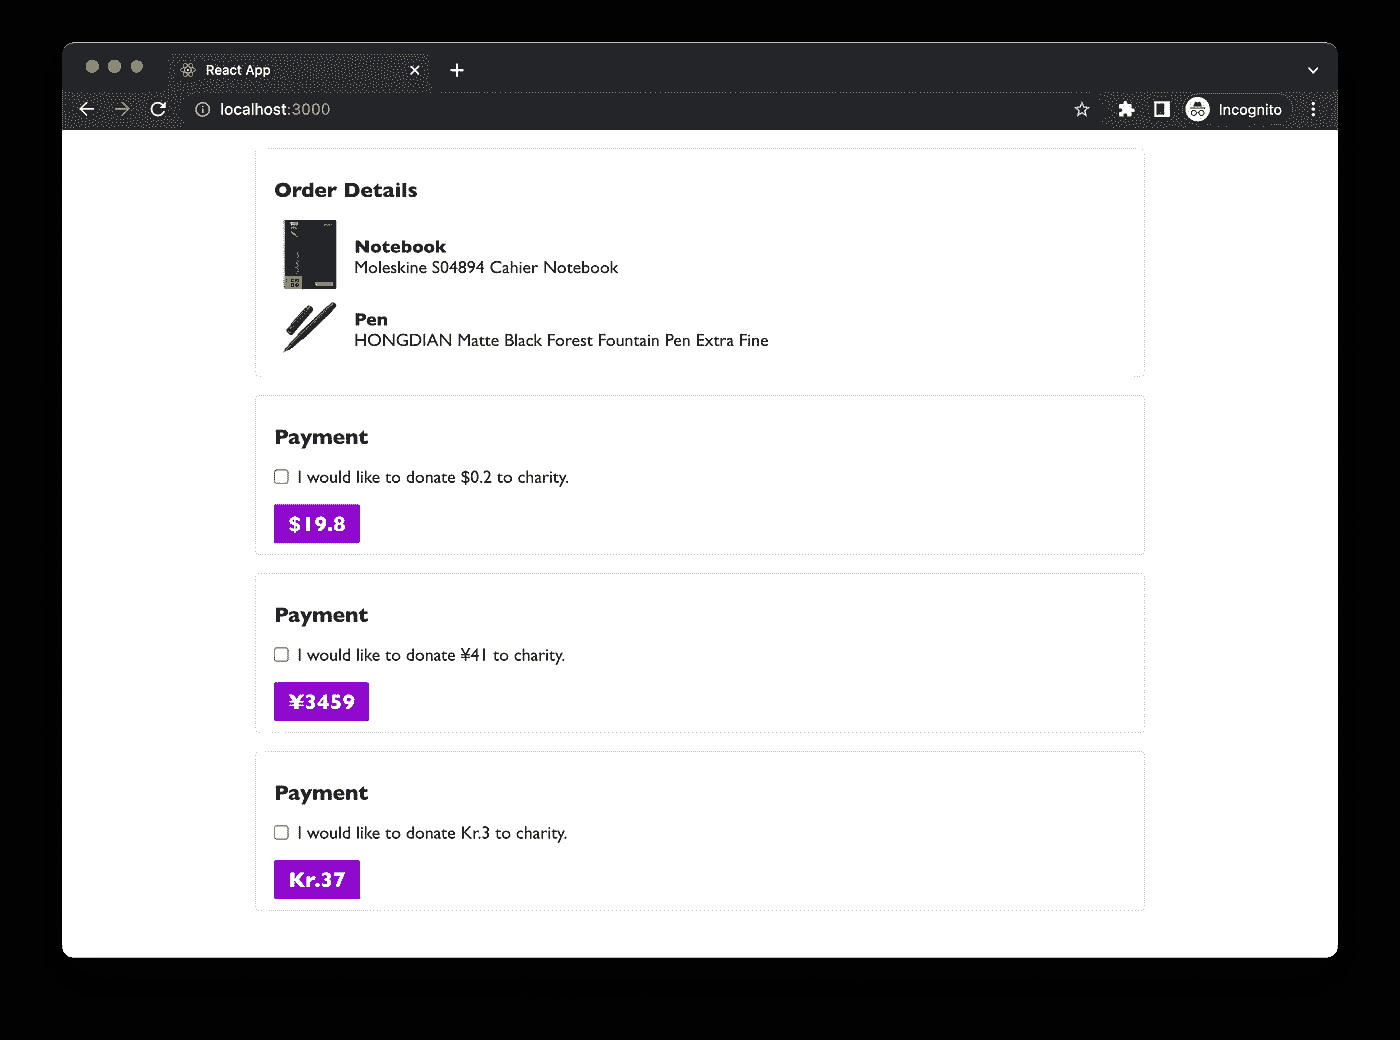 React App
localhost:3000
Incognito
Order Details
Notebook
Moleskine S04894 Cahier Notebook
Pen
HONGDIAN Matte Black Forest Fountain Pen Extra Fine
Payment
I would like to donate $0.2 to charity.
$19.8
Payment
I would like to donate ¥41 to charity.
¥3459
Payment
I would like to donate Kr.3 to charity.
Kr.37